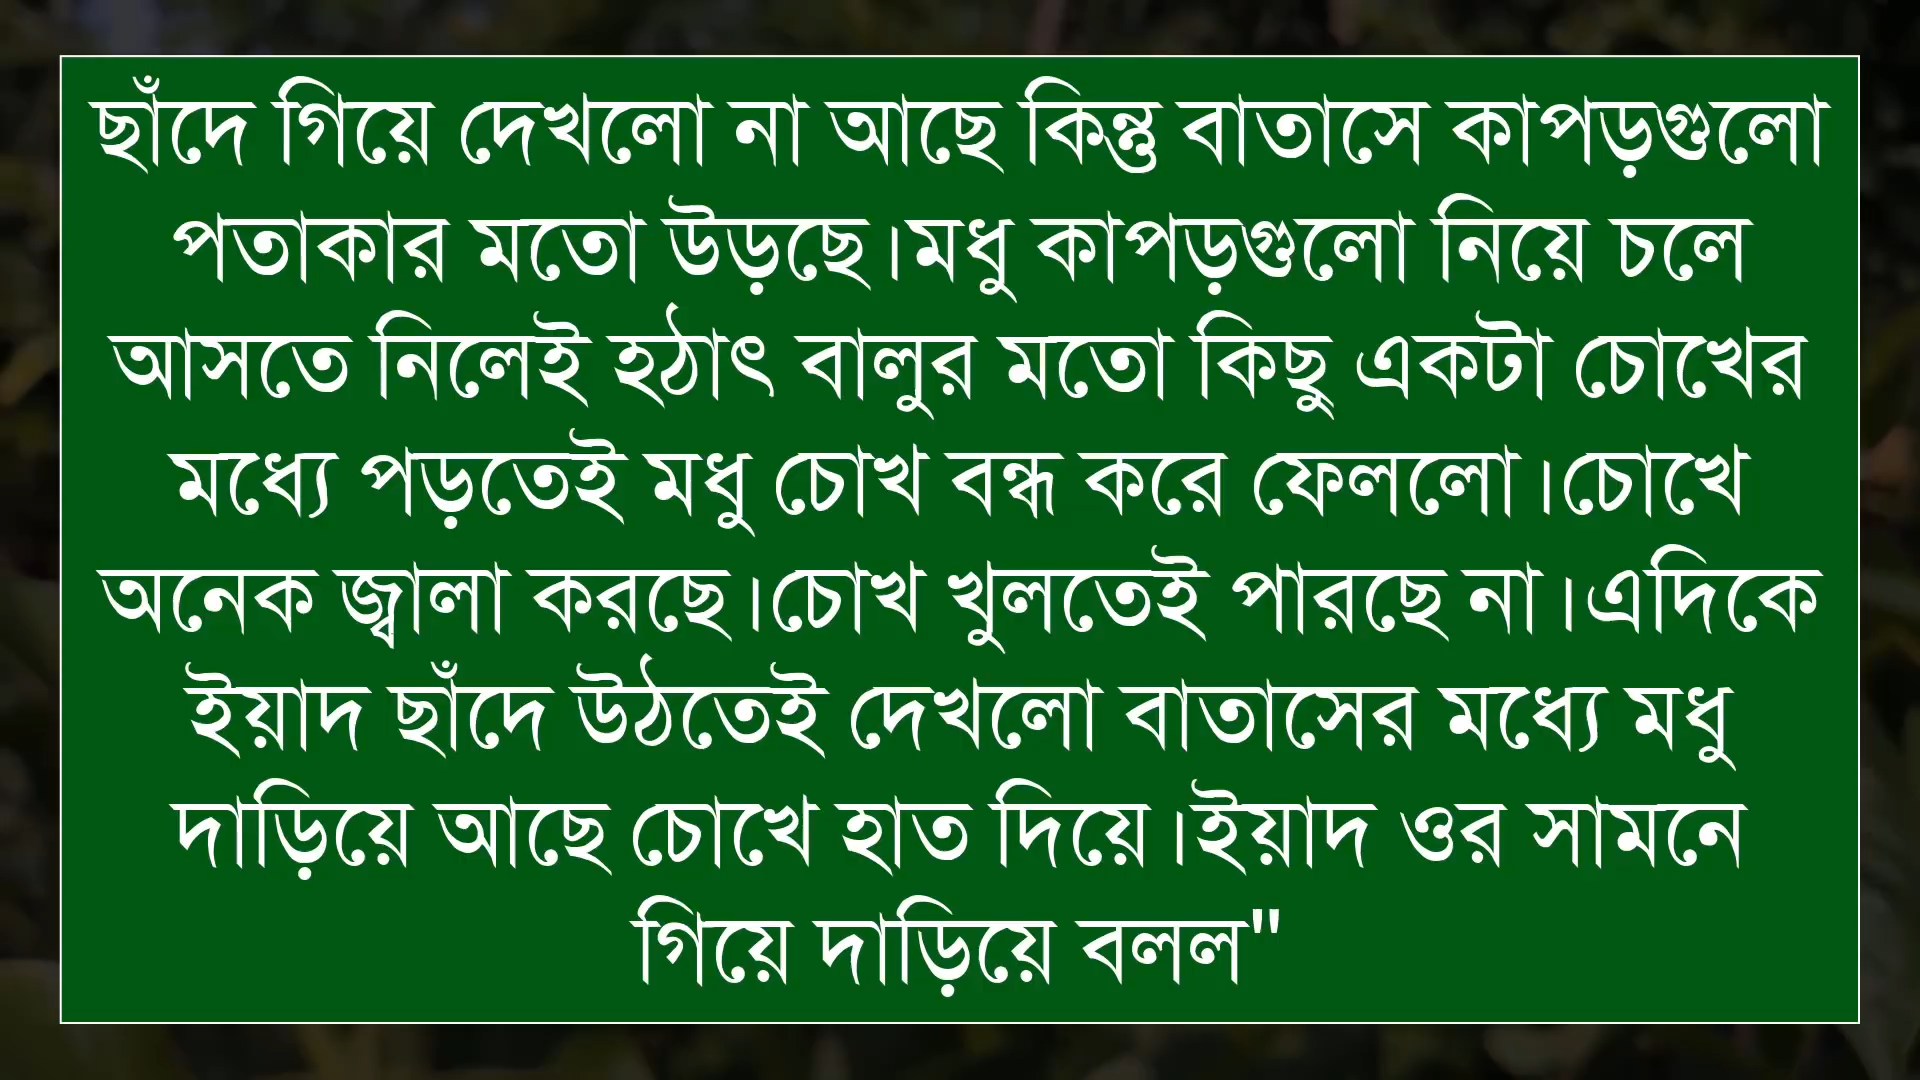 ছাঁদে গিয়ে দেখলো না আছে কিন্তু বাতাসে কাপড়গুলো
পতাকার মতো উড়ছে।মধু কাপড়গুলো নিয়ে চলে
আসতে নিলেই হঠাৎ বালুর মতো কিছু একটা চোখের
মধ্যে পড়তেই মধু চোখ বন্ধ করে ফেললো।চোখে
অনেক জ্বালা করছে।চোখ খুলতেই পারছে না।এদিকে
ইয়াদ ছাঁদে উঠতেই দেখলো বাতাসের মধ্যে মধু
দাড়িয়ে আছে চোখে হাত দিয়ে।ইয়াদ ওর সামনে
গিয়ে দাড়িয়ে বলল"